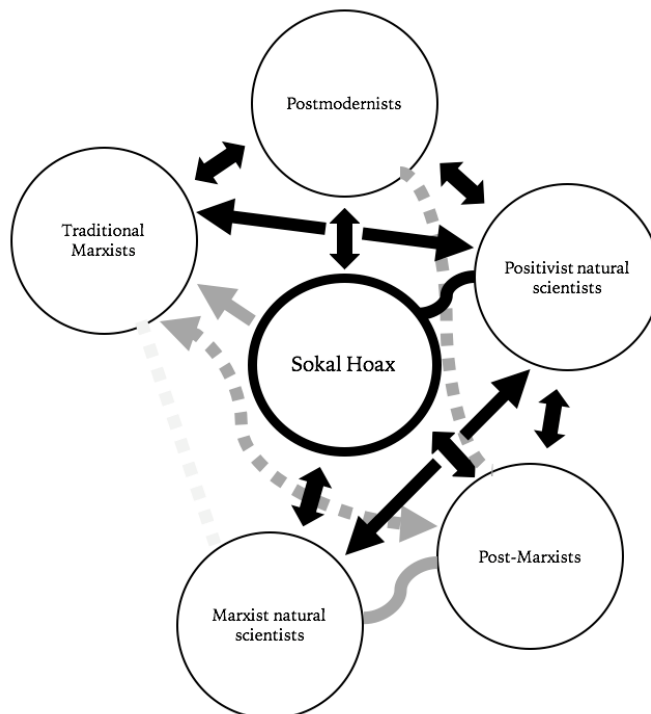 Postmodernists
Traditional
Marxists
Positivist natural
scientists
Sokal Hoax
Post-Marxists
Marxist natural
scientists